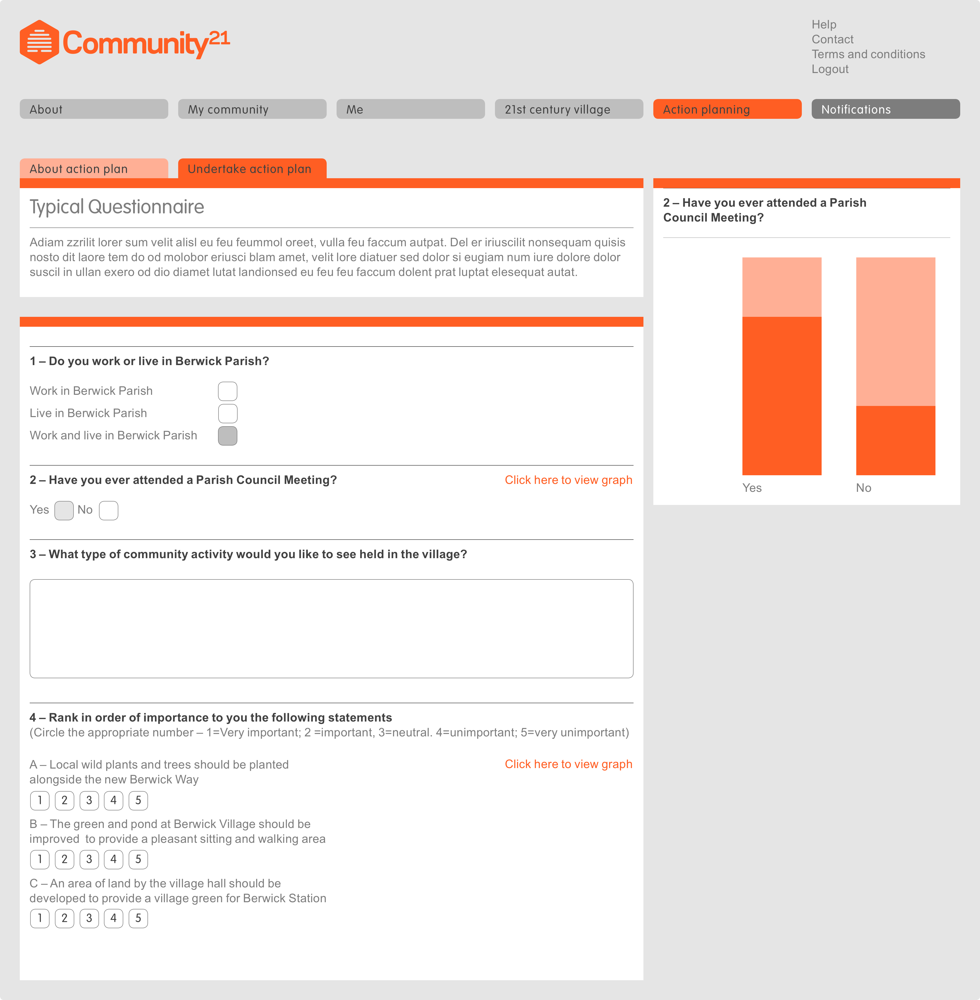 Community21
Help
Contact
Terms and conditions
Logout
About
My community
Me
21st century village
Action planning
Notifications
About action plan
Undertake action plan
Typical Questionnaire
Adiam zzrilit lorer sum velit alisl eu feu feummol oreet, vulla feu faccum autpat. Del er iriuscilit nonsequam quisis
nosto dit laore tem do od molobor eriusci blam amet, velit lore diatuer sed dolor si eugiam num iure dolore dolor
suscil in ullan exero od dio diamet lutat landionsed eu feu feu faccum dolent prat luptat elesequat autat.
1 – Do you work or live in Berwick Parish?
Work in Berwick Parish
Live in Berwick Parish
Work and live in Berwick Parish
2 – Have you ever attended a Parish Council Meeting?
Click here to view graph
Yes No
3 – What type of community activity would you like to see held in the village?
4 – Rank in order of importance to you the following statements
(Circle the appropriate number – 1=Very important; 2 =important, 3=neutral. 4=unimportant; 5=very unimportant)
A – Local wild plants and trees should be planted
alongside the new Berwick Way
Click here to view graph
1 2 3 4 5
B – The green and pond at Berwick Village should be
improved  to provide a pleasant sitting and walking area
1 2 3 4 5
C – An area of land by the village hall should be
developed to provide a village green for Berwick Station
1 2 3 4 5
2 – Have you ever attended a Parish
Council Meeting?
Yes
No